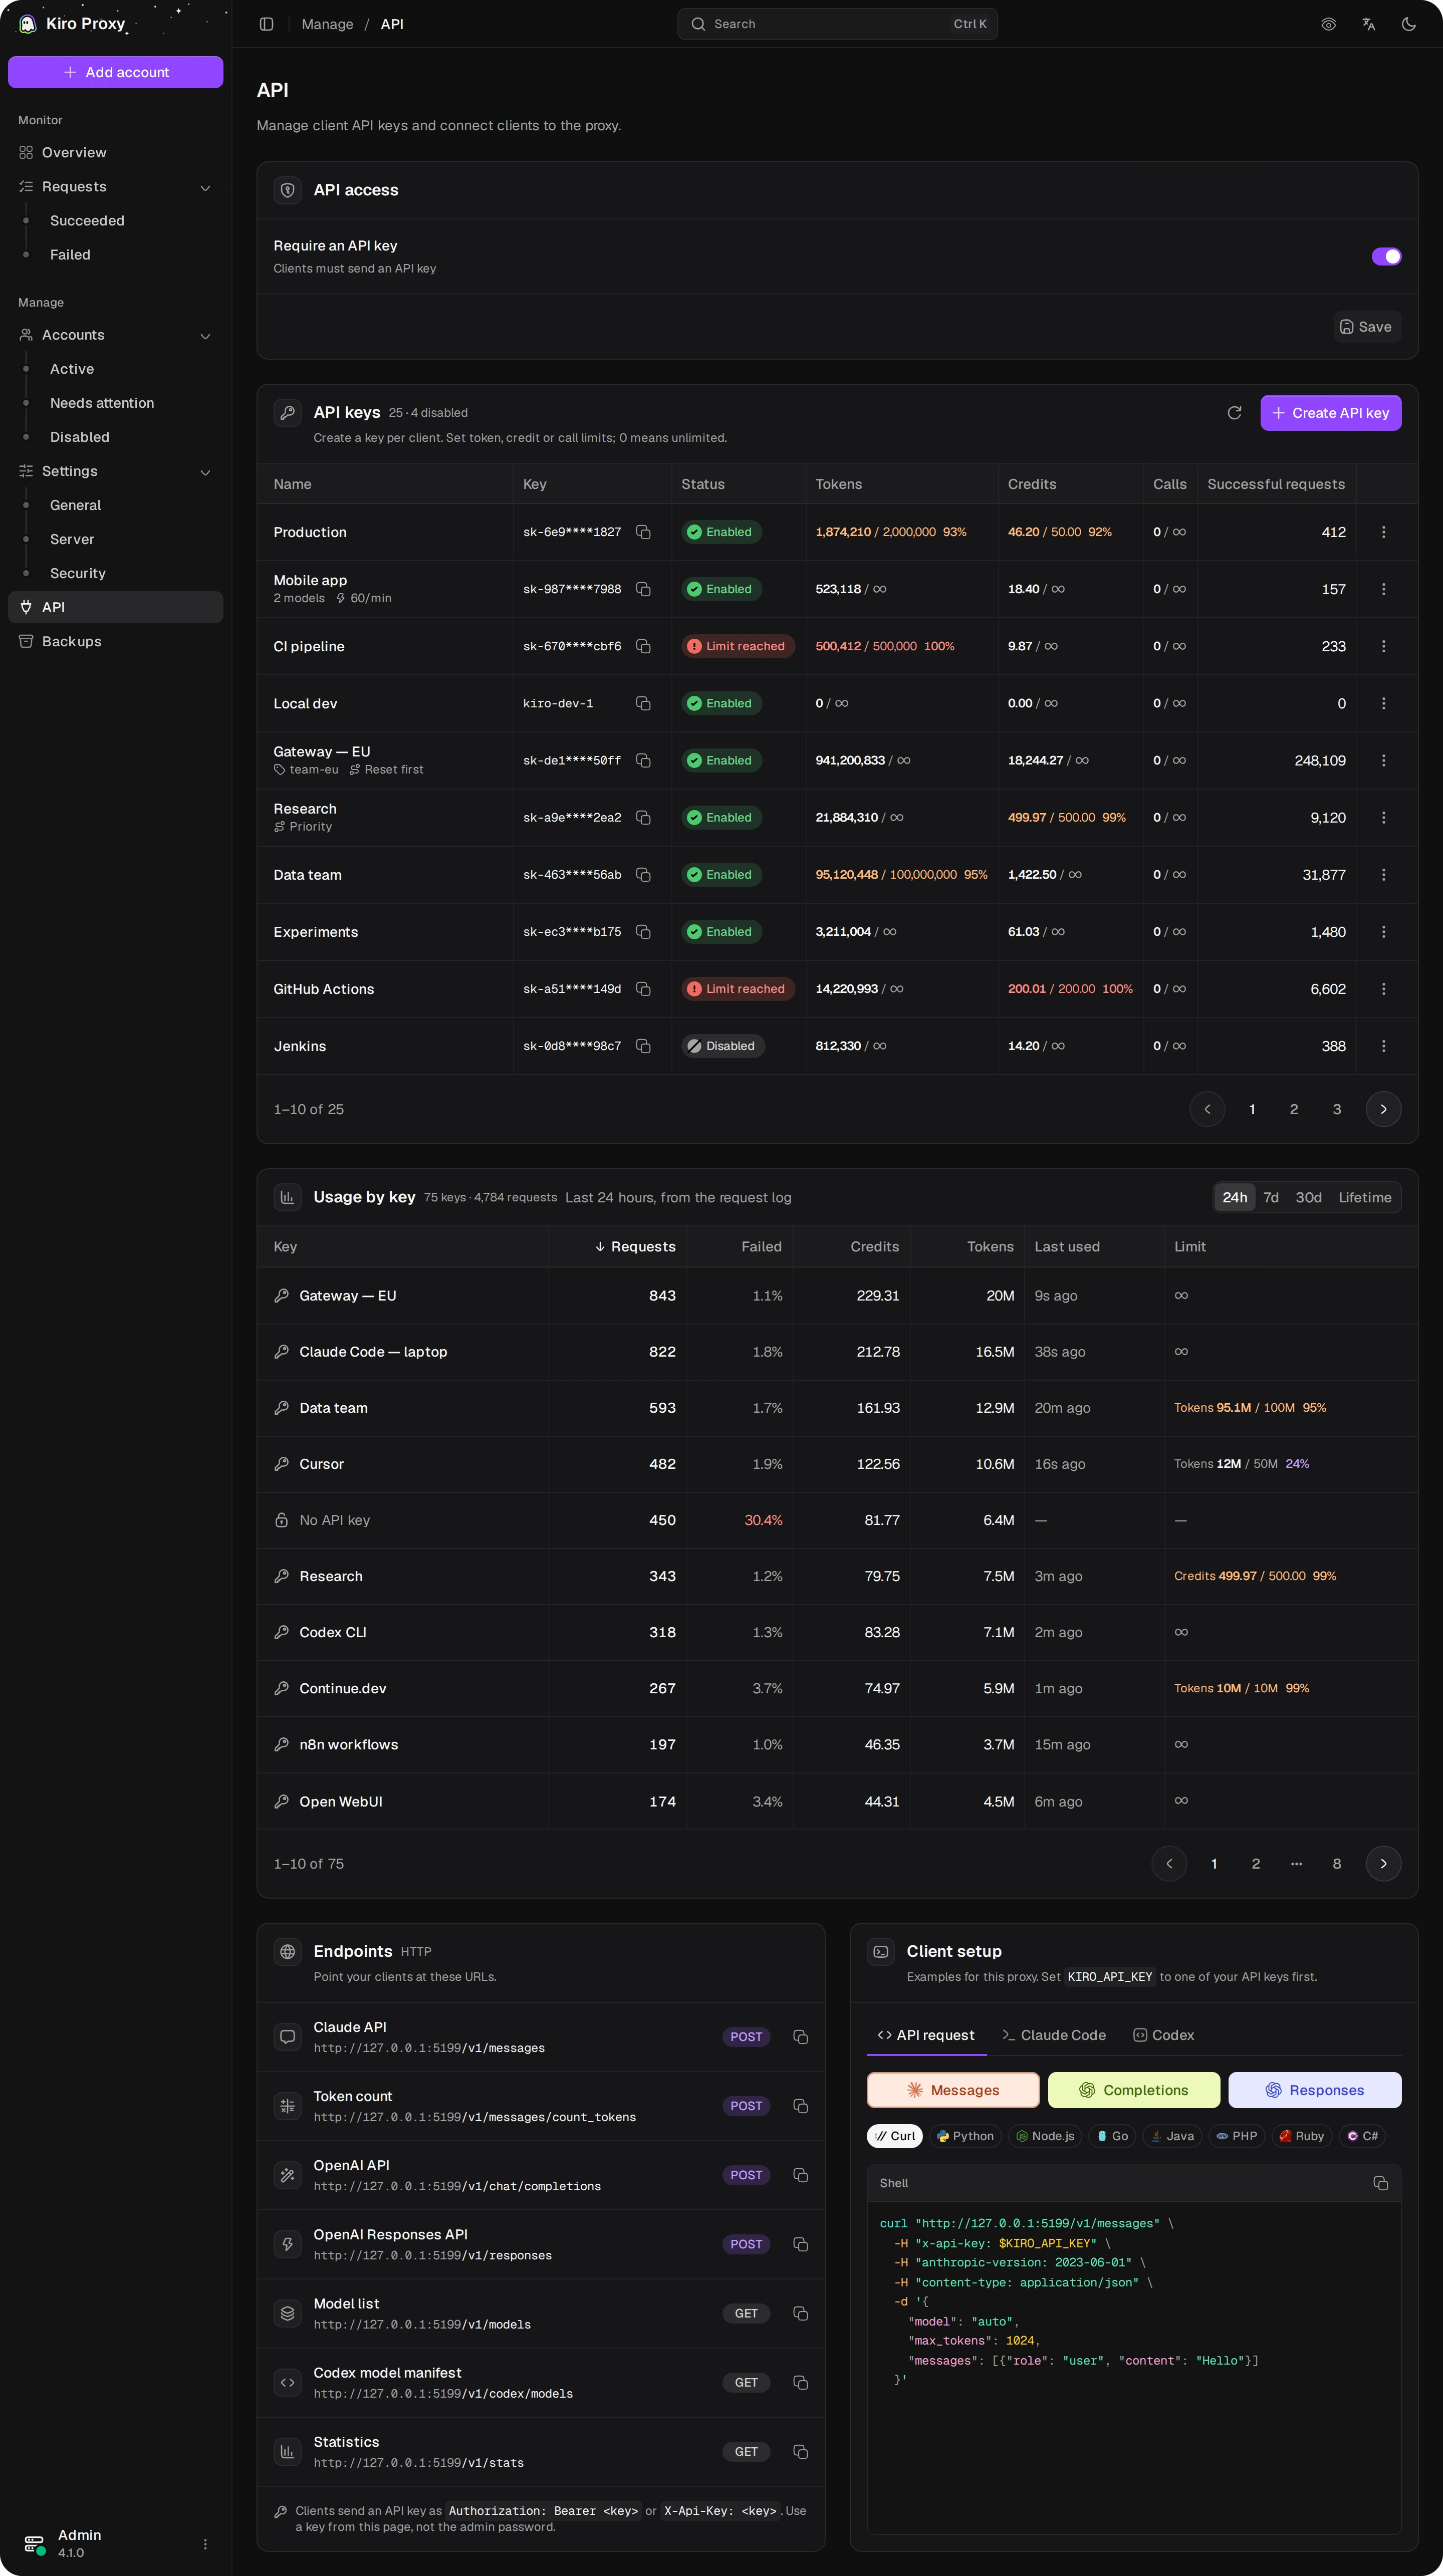 Kiro Proxy
Add account
Monitor
Overview
Requests
Succeeded
Failed
Manage
Accounts
Active
Needs attention
Disabled
Settings
General
Server
Security
API
Backups
Admin
4.1.0
Manage / API
Search Ctrl K
API
Manage client API keys and connect clients to the proxy.
API access
Require an API key
Clients must send an API key
Save
API keys 25 · 4 disabled
Create a key per client. Set token, credit or call limits; 0 means unlimited.
Create API key
Name Key Status Tokens Credits Calls Successful requests
Production sk-6e9****1827 Enabled 1,874,210 / 2,000,000 93% 46.20 / 50.00 92% 0 / ∞ 412
Mobile app
2 models 60/min
sk-987****7988 Enabled 523,118 / ∞ 18.40 / ∞ 0 / ∞ 157
CI pipeline sk-670****cbf6 Limit reached 500,412 / 500,000 100% 9.87 / ∞ 0 / ∞ 233
Local dev kiro-dev-1 Enabled 0 / ∞ 0.00 / ∞ 0 / ∞ 0
Gateway — EU
team-eu Reset first
sk-de1****50ff Enabled 941,200,833 / ∞ 18,244.27 / ∞ 0 / ∞ 248,109
Research
Priority
sk-a9e****2ea2 Enabled 21,884,310 / ∞ 499.97 / 500.00 99% 0 / ∞ 9,120
Data team sk-463****56ab Enabled 95,120,448 / 100,000,000 95% 1,422.50 / ∞ 0 / ∞ 31,877
Experiments sk-ec3****b175 Enabled 3,211,004 / ∞ 61.03 / ∞ 0 / ∞ 1,480
GitHub Actions sk-a51****149d Limit reached 14,220,993 / ∞ 200.01 / 200.00 100% 0 / ∞ 6,602
Jenkins sk-0d8****98c7 Disabled 812,330 / ∞ 14.20 / ∞ 0 / ∞ 388
1–10 of 25
1 2 3
Usage by key 75 keys · 4,784 requests Last 24 hours, from the request log
24h 7d 30d Lifetime
Key ↓ Requests Failed Credits Tokens Last used Limit
Gateway — EU 843 1.1% 229.31 20M 9s ago ∞
Claude Code — laptop 822 1.8% 212.78 16.5M 38s ago ∞
Data team 593 1.7% 161.93 12.9M 20m ago Tokens 95.1M / 100M 95%
Cursor 482 1.9% 122.56 10.6M 16s ago Tokens 12M / 50M 24%
No API key 450 30.4% 81.77 6.4M — —
Research 343 1.2% 79.75 7.5M 3m ago Credits 499.97 / 500.00 99%
Codex CLI 318 1.3% 83.28 7.1M 2m ago ∞
Continue.dev 267 3.7% 74.97 5.9M 1m ago Tokens 10M / 10M 99%
n8n workflows 197 1.0% 46.35 3.7M 15m ago ∞
Open WebUI 174 3.4% 44.31 4.5M 6m ago ∞
1–10 of 75
1 2 ··· 8
Endpoints HTTP
Point your clients at these URLs.
Claude API
http://127.0.0.1:5199/v1/messages
POST
Token count
http://127.0.0.1:5199/v1/messages/count_tokens
POST
OpenAI API
http://127.0.0.1:5199/v1/chat/completions
POST
OpenAI Responses API
http://127.0.0.1:5199/v1/responses
POST
Model list
http://127.0.0.1:5199/v1/models
GET
Codex model manifest
http://127.0.0.1:5199/v1/codex/models
GET
Statistics
http://127.0.0.1:5199/v1/stats
GET
Clients send an API key as Authorization: Bearer <key> or X-Api-Key: <key>. Use
a key from this page, not the admin password.
Client setup
Examples for this proxy. Set KIRO_API_KEY to one of your API keys first.
API request Claude Code Codex
Messages Completions Responses
Curl Python Node.js Go Java PHP Ruby C#
Shell
curl "http://127.0.0.1:5199/v1/messages" \
-H "x-api-key: $KIRO_API_KEY" \
-H "anthropic-version: 2023-06-01" \
-H "content-type: application/json" \
-d '{
"model": "auto",
"max_tokens": 1024,
"messages": [{"role": "user", "content": "Hello"}]
}'